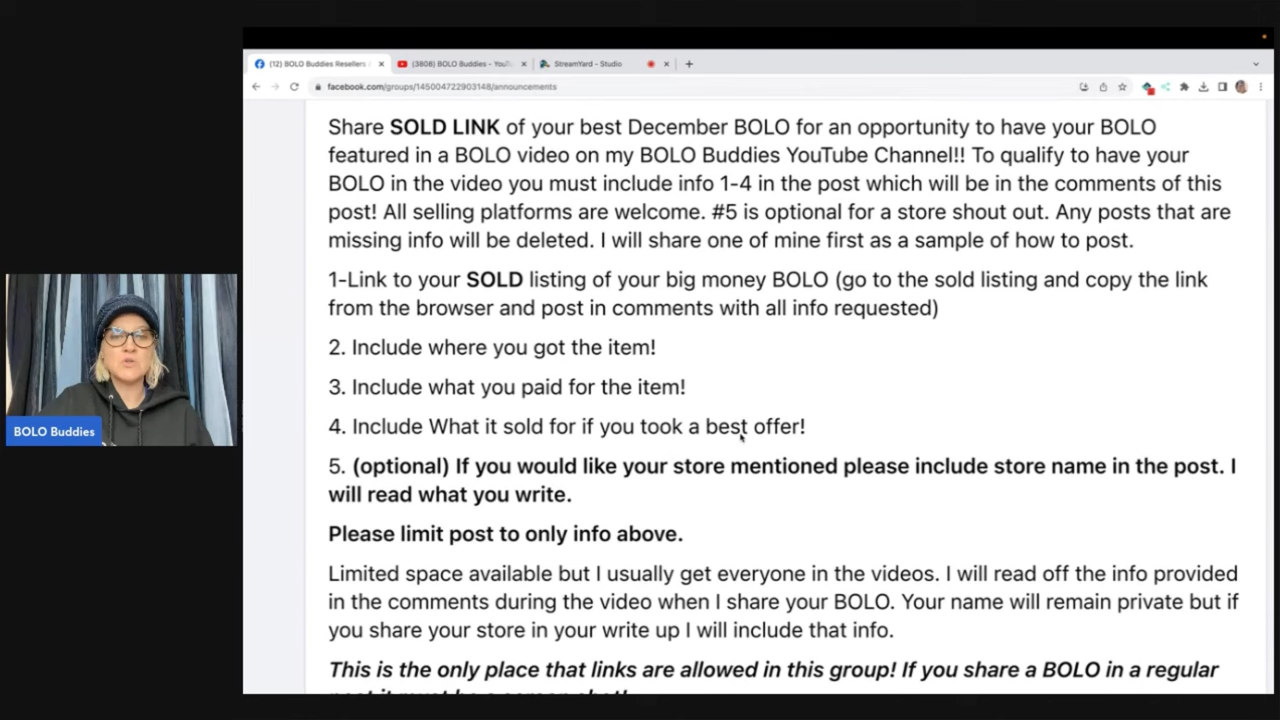 (12) BOLO Buddies Resellers
(3808) BOLO Buddies - YouTu
StreamYard - Studio
facebook.com/groups/145004722903148/announcements
Share SOLD LINK of your best December BOLO for an opportunity to have your BOLO
featured in a BOLO video on my BOLO Buddies YouTube Channel!! To qualify to have your
BOLO in the video you must include info 1-4 in the post which will be in the comments of this
post! All selling platforms are welcome. #5 is optional for a store shout out. Any posts that are
missing info will be deleted. I will share one of mine first as a sample of how to post.
1-Link to your SOLD listing of your big money BOLO (go to the sold listing and copy the link
from the browser and post in comments with all info requested)
2. Include where you got the item!
3. Include what you paid for the item!
4. Include What it sold for if you took a best offer!
5. (optional) If you would like your store mentioned please include store name in the post. I
will read what you write.
Please limit post to only info above.
Limited space available but I usually get everyone in the videos. I will read off the info provided
in the comments during the video when I share your BOLO. Your name will remain private but if
you share your store in your write up I will include that info.
This is the only place that links are allowed in this group! If you share a BOLO in a regular
BOLO Buddies